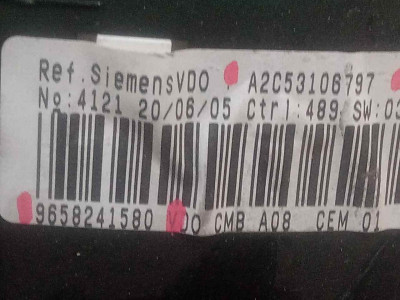 Ref.SiemensVDO A2C53106797
No:4121 20/06/05 Ctrl:489 SW:03
9658241580 VDO CMB A08 CEM 01